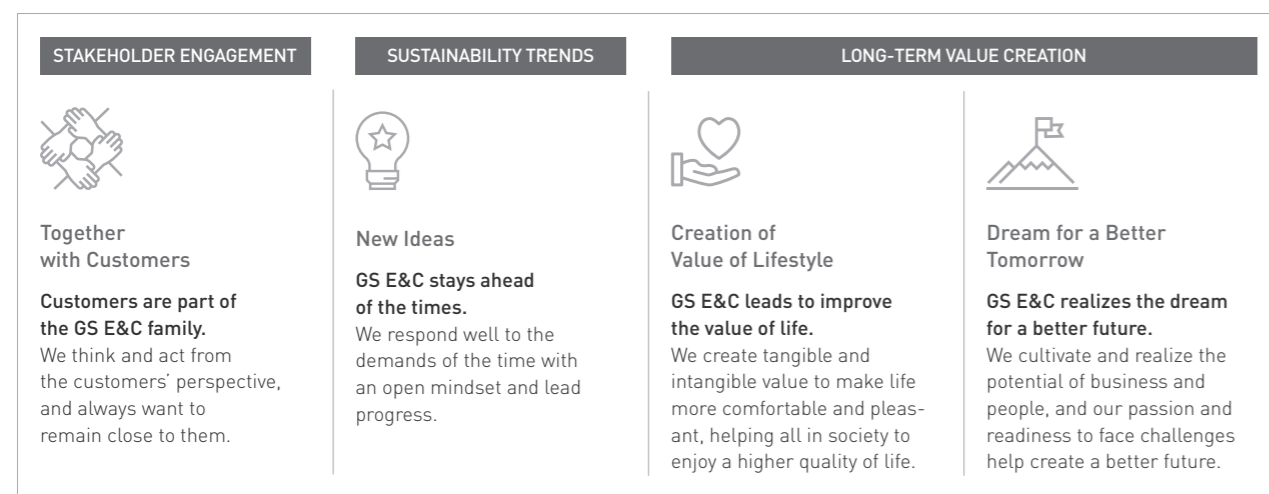 STAKEHOLDER ENGAGEMENT
Together
with Customers
Customers are part of
the GS E&C family.
We think and act from
the customers’ perspective,
and always want to
remain close to them.
SUSTAINABILITY TRENDS
New Ideas
GS E&C stays ahead
of the times.
We respond well to the
demands of the time with
an open mindset and lead
progress.
LONG-TERM VALUE CREATION
Creation of
Value of Lifestyle
GS E&C leads to improve
the value of life.
We create tangible and
intangible value to make life
more comfortable and pleas-
ant, helping all in society to
enjoy a higher quality of life.
Dream for a Better
Tomorrow
GS E&C realizes the dream
for a better future.
We cultivate and realize the
potential of business and
people, and our passion and
readiness to face challenges
help create a better future.